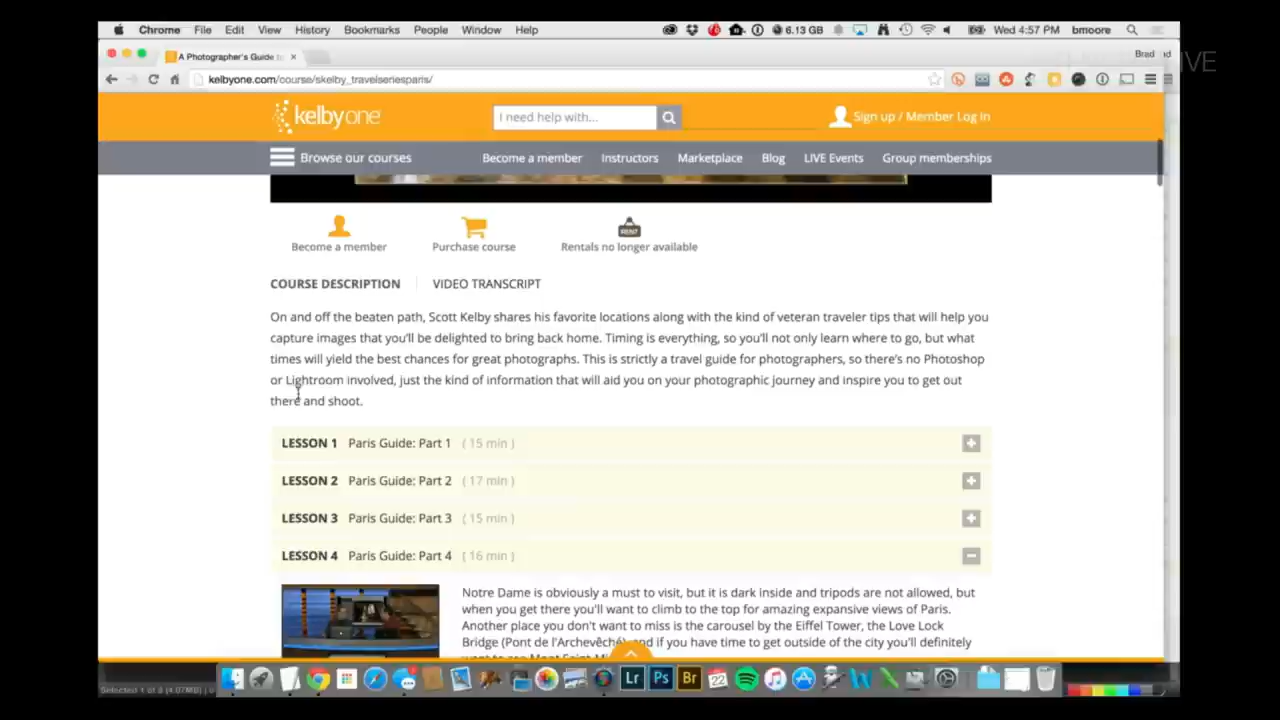 Chrome File Edit View History Bookmarks People Window Help 6.13 GB Wed 4:57 PM bmoore
A Photographer's Guide to Brad
IVE
kelbyone.com/course/skelby_travelseriesparis/
kelbyone I need help with... Sign up / Member Log in
Browse our courses Become a member Instructors Marketplace Blog LIVE Events Group memberships
RENT
Become a member Purchase course Rentals no longer available
COURSE DESCRIPTION VIDEO TRANSCRIPT
On and off the beaten path, Scott Kelby shares his favorite locations along with the kind of veteran traveler tips that will help you
capture images that you'll be delighted to bring back home. Timing is everything, so you'll not only learn where to go, but what
times will yield the best chances for great photographs. This is strictly a travel guide for photographers, so there's no Photoshop
or Lightroom involved, just the kind of information that will aid you on your photographic journey and inspire you to get out
there and shoot.
LESSON 1 Paris Guide: Part 1 ( 15 min )
LESSON 2 Paris Guide: Part 2 ( 17 min )
LESSON 3 Paris Guide: Part 3 ( 15 min )
LESSON 4 Paris Guide: Part 4 ( 16 min )
Notre Dame is obviously a must to visit, but it is dark inside and tripods are not allowed, but
when you get there you'll want to climb to the top for amazing expansive views of Paris.
Another place you don't want to miss is the carousel by the Eiffel Tower, the Love Lock
Bridge (Pont de l'Archevêché) and if you have time to get outside of the city you'll definitely
Lr Ps Br 22
Selected 1 of